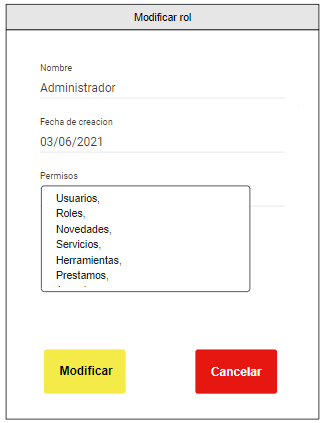 Modificar rol
Nombre
Administrador
Fecha de creacion
03/06/2021
Permisos
Usuarios,
Roles,
Novedades,
Servicios,
Herramientas,
Prestamos,
Modificar
Cancelar